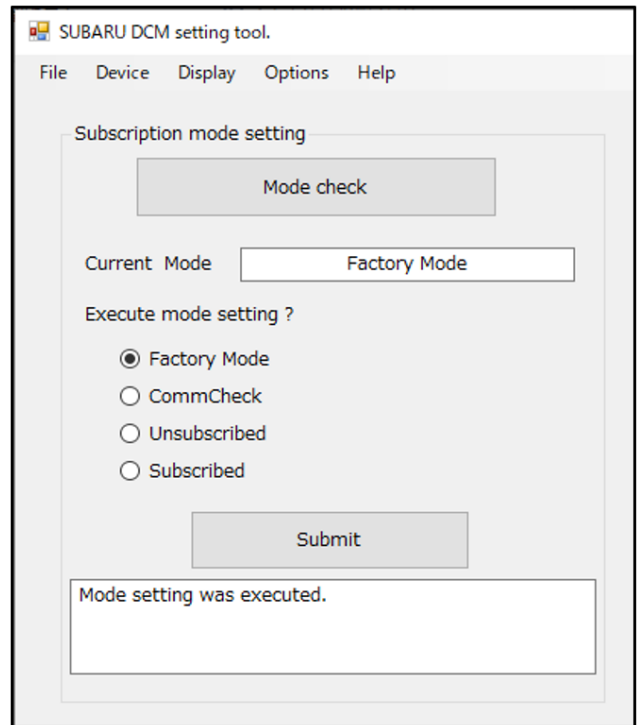 SUBARU DCM setting tool.
File Device Display Options Help
Subscription mode setting
Mode check
Current Mode Factory Mode
Execute mode setting ?
Factory Mode
CommCheck
Unsubscribed
Subscribed
Submit
Mode setting was executed.